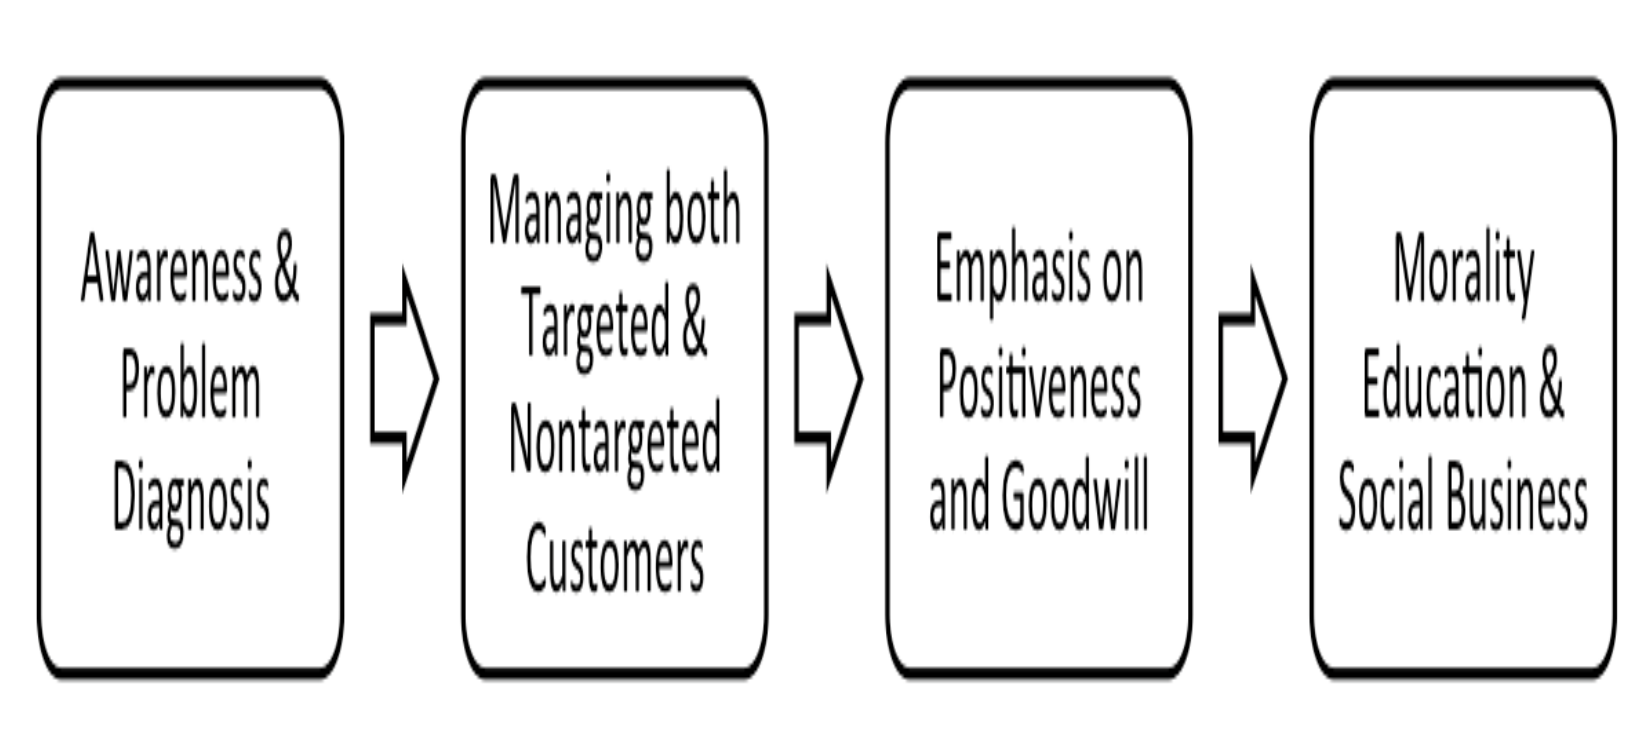 Awareness &
Problem
Diagnosis
Managing both
Targeted &
Nontargeted
Customers
Emphasis on
Positiveness
and Goodwill
Morality
Education &
Social Business